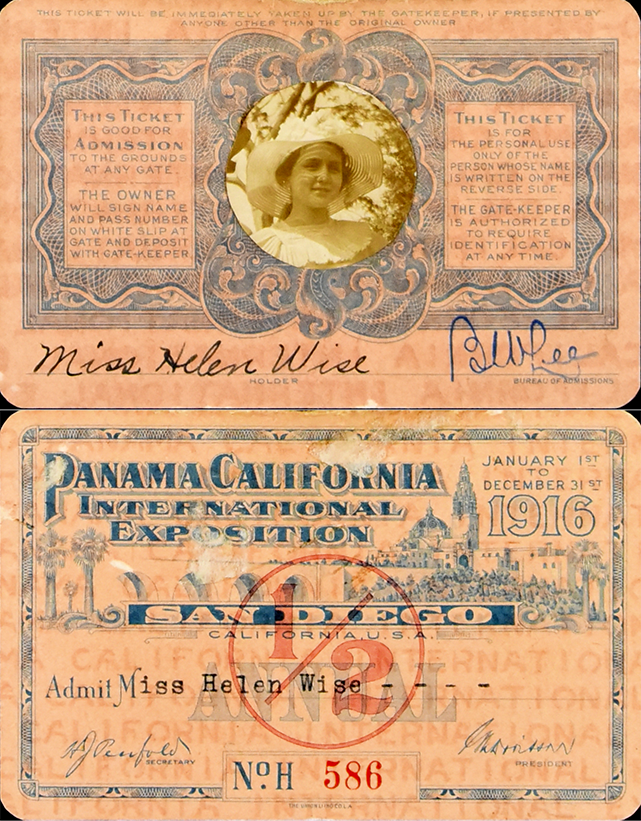 THIS TICKET WILL BE IMMEDIATELY TAKEN UP BY THE GATEKEEPER, IF PRESENTED BY
ANYONE OTHER THAN THE ORIGINAL OWNER
THIS TICKET
IS GOOD FOR
ADMISSION
TO THE GROUNDS
AT ANY GATE.
THE OWNER
WILL SIGN NAME
AND PASS NUMBER
ON WHITE SLIP AT
GATE AND DEPOSIT
WITH GATE-KEEPER.
THIS TICKET
IS FOR
THE PERSONAL USE
ONLY OF THE
PERSON WHOSE NAME
IS WRITTEN ON THE
REVERSE SIDE.
THE GATE-KEEPER
IS AUTHORIZED
TO REQUIRE
IDENTIFICATION
AT ANY TIME.
Miss Helen Wise
HOLDER
BUREAU OF ADMISSIONS
PANAMA CALIFORNIA
INTERNATIONAL
EXPOSITION
JANUARY 1ST
TO
DECEMBER 31ST
1916
SAN DIEGO
CALIFORNIA, U.S.A.
1/2
ANNUAL
Admit Miss Helen Wise - - - -
SECRETARY
PRESIDENT
No. H 586